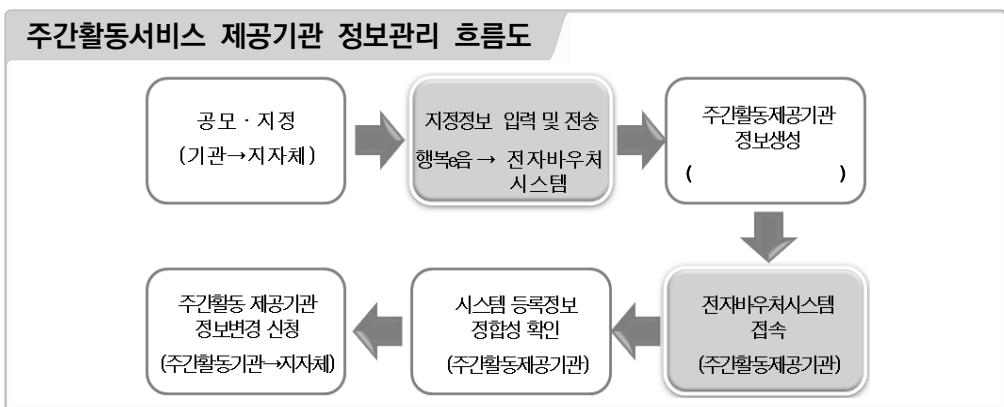 주간활동서비스 제공기관 정보관리 흐름도
공모 · 지정
(기관→지자체)
지정정보 입력 및 전송
행복e음 → 전자바우처
시스템
주간활동제공기관
정보생성
( )
전자바우처시스템
접속
(주간활동제공기관)
시스템 등록정보
정합성 확인
(주간활동제공기관)
주간활동 제공기관
정보변경 신청
(주간활동기관→지자체)